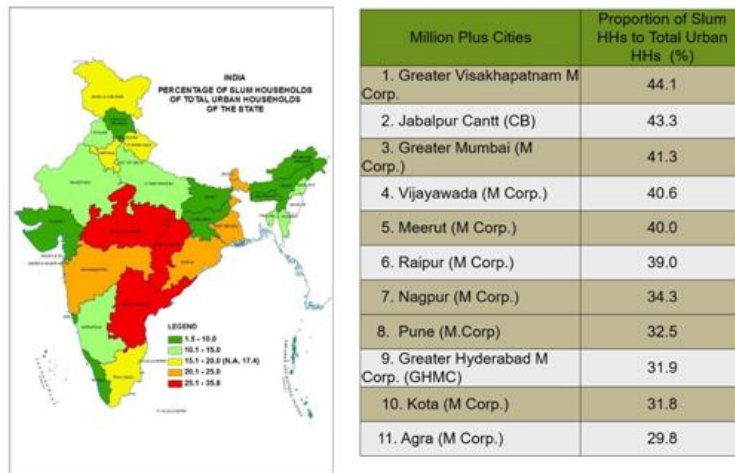 INDIA
PERCENTAGE OF SLUM HOUSEHOLDS
OF TOTAL URBAN HOUSEHOLDS
OF THE STATE
LEGEND
1.5 - 10.0
10.1 - 15.0
15.1 - 20.0 (N.A. 17.4)
20.1 - 25.0
25.1 - 35.8
Million Plus Cities
Proportion of Slum
HHs to Total Urban
HHs (%)
1. Greater Visakhapatnam M
Corp.
44.1
2. Jabalpur Cantt (CB)
43.3
3. Greater Mumbai (M
Corp.)
41.3
4. Vijayawada (M Corp.)
40.6
5. Meerut (M Corp.)
40.0
6. Raipur (M Corp.)
39.0
7. Nagpur (M Corp.)
34.3
8. Pune (M.Corp)
32.5
9. Greater Hyderabad M
Corp. (GHMC)
31.9
10. Kota (M Corp.)
31.8
11. Agra (M Corp.)
29.8